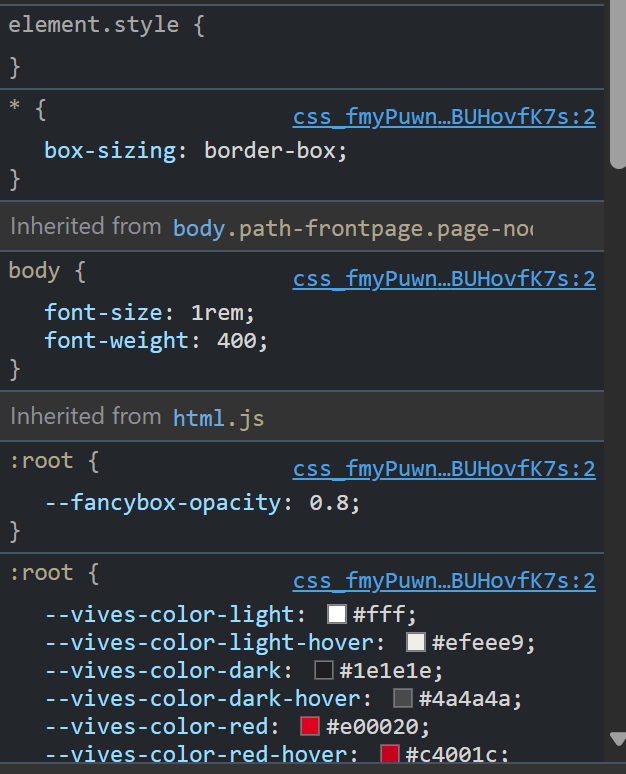 element.style {
}
* {
css_fmyPuwn…BUHovfK7s:2
box-sizing: border-box;
}
Inherited from body.path-frontpage.page-no
body {
css_fmyPuwn…BUHovfK7s:2
font-size: 1rem;
font-weight: 400;
}
Inherited from html.js
:root {
css_fmyPuwn…BUHovfK7s:2
--fancybox-opacity: 0.8;
}
:root {
css_fmyPuwn…BUHovfK7s:2
--vives-color-light: #fff;
--vives-color-light-hover: #efeee9;
--vives-color-dark: #1e1e1e;
--vives-color-dark-hover: #4a4a4a;
--vives-color-red: #e00020;
--vives-color-red-hover: #c4001c;